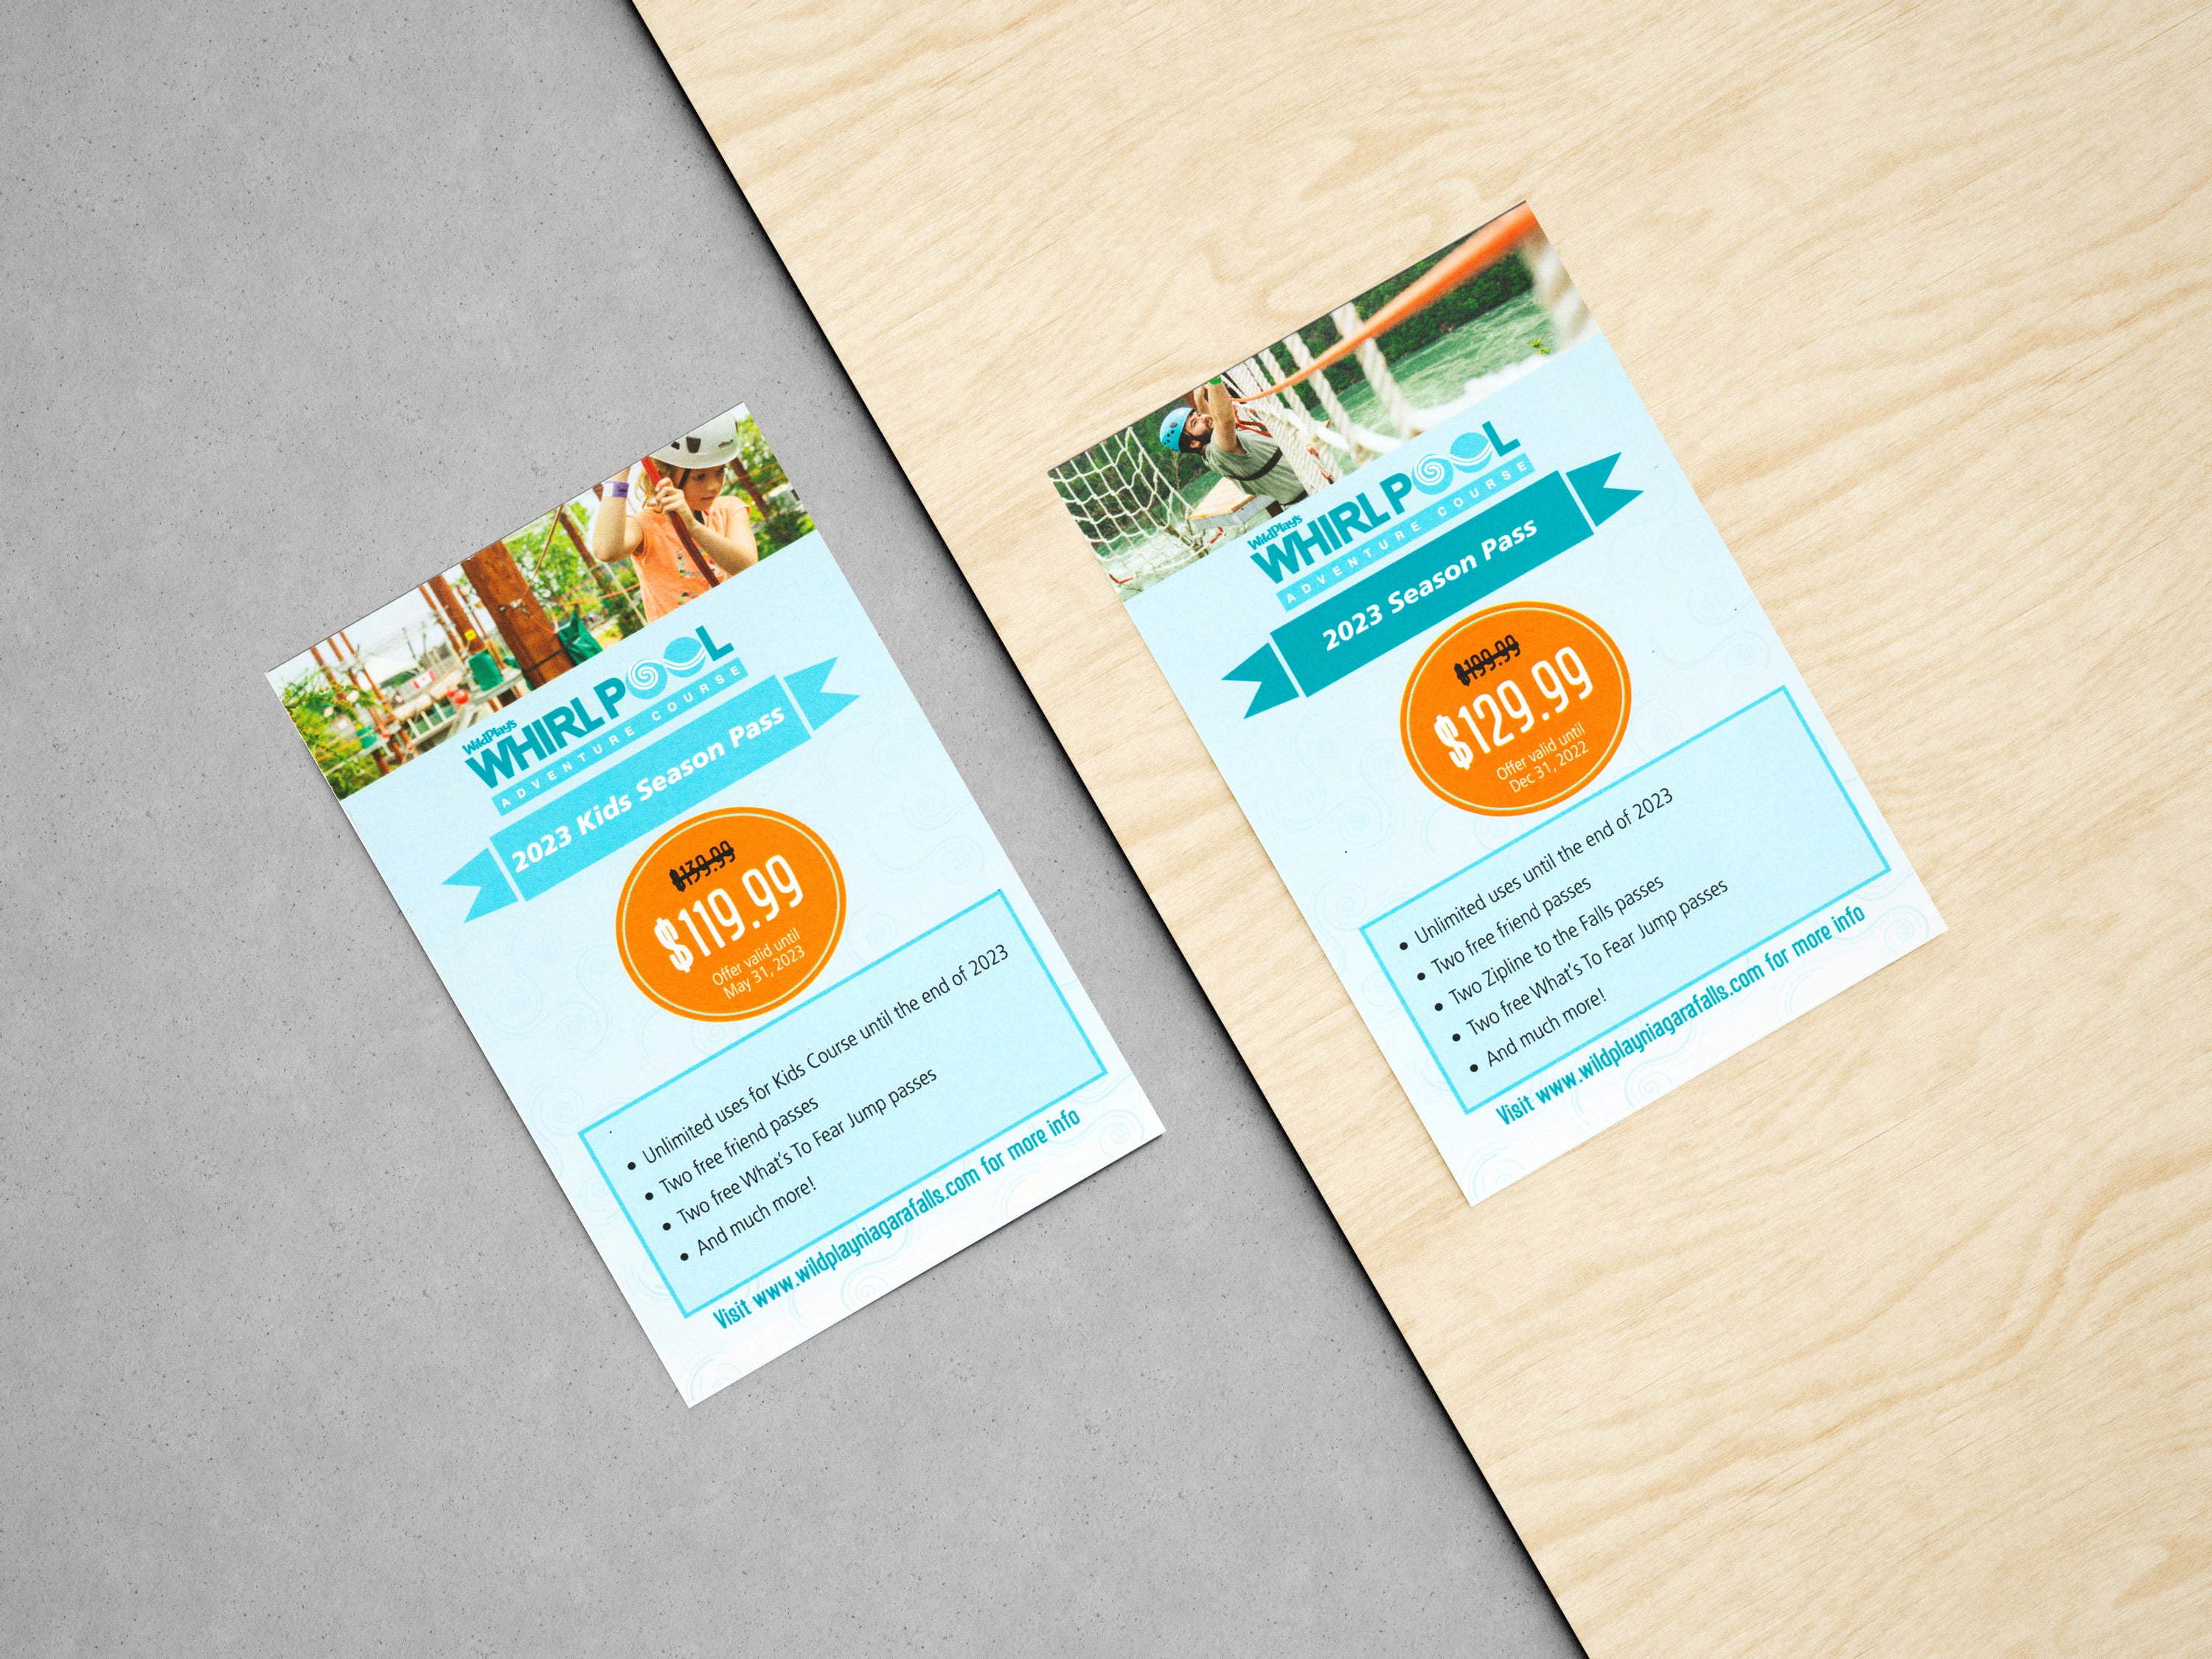 WildPlay's
WHIRLPOOL
ADVENTURE COURSE
2023 Kids Season Pass
$139.99
$119.99
Offer valid until
May 31, 2023
• Unlimited uses for Kids Course until the end of 2023
• Two free friend passes
• Two free What's To Fear Jump passes
• And much more!
Visit www.wildplayniagarafalls.com for more info
WildPlay's
WHIRLPOOL
ADVENTURE COURSE
2023 Season Pass
$199.99
$129.99
Offer valid until
Dec 31, 2022
• Unlimited uses until the end of 2023
• Two free friend passes
• Two Zipline to the Falls passes
• Two free What's To Fear Jump passes
• And much more!
Visit www.wildplayniagarafalls.com for more info